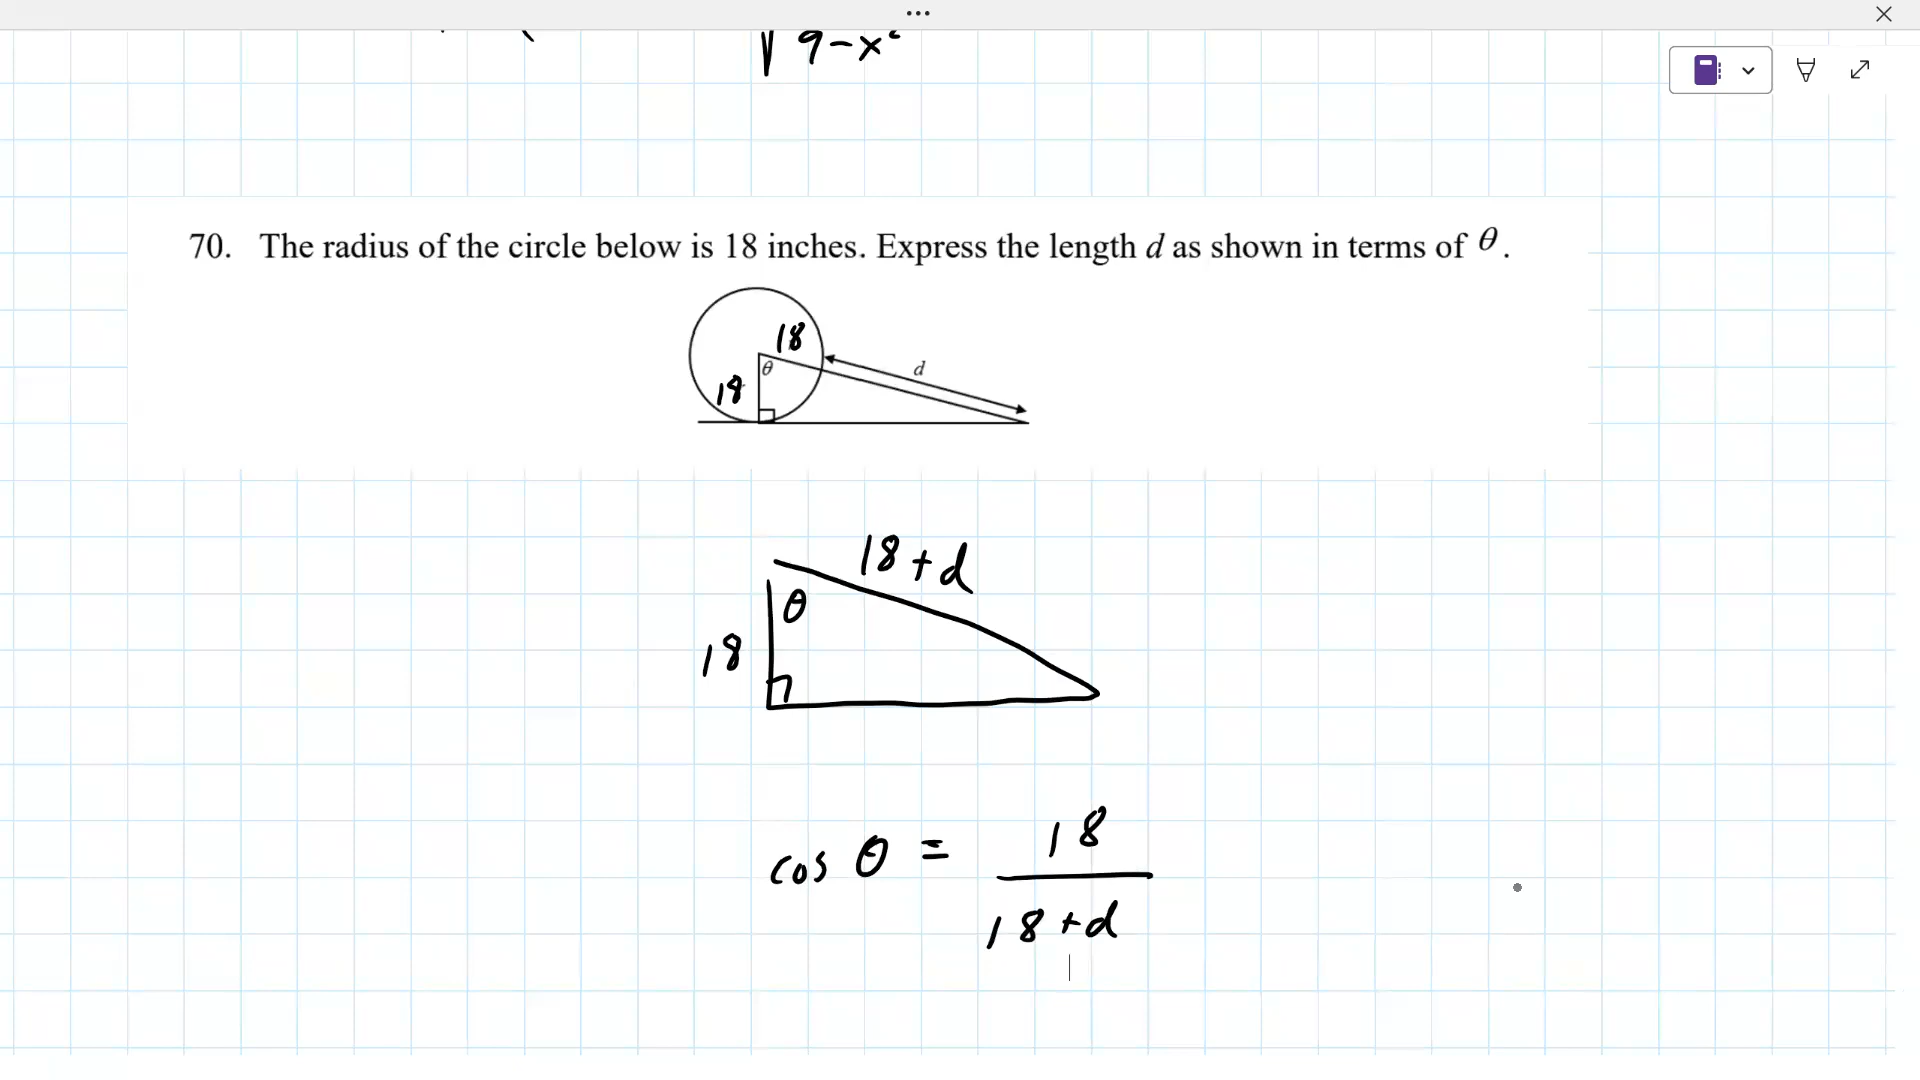 √9-x²
70. The radius of the circle below is 18 inches. Express the length d as shown in terms of θ.
18
θ
d
18
18+d
θ
18
cos θ = 18
18+d